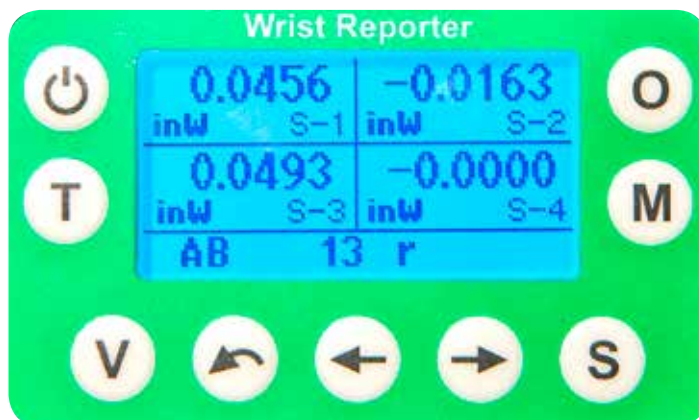 Wrist Reporter
0.0456 -0.0163
inW S-1 inW S-2
0.0493 -0.0000
inW S-3 inW S-4
AB 13 r
O
T
M
V
S